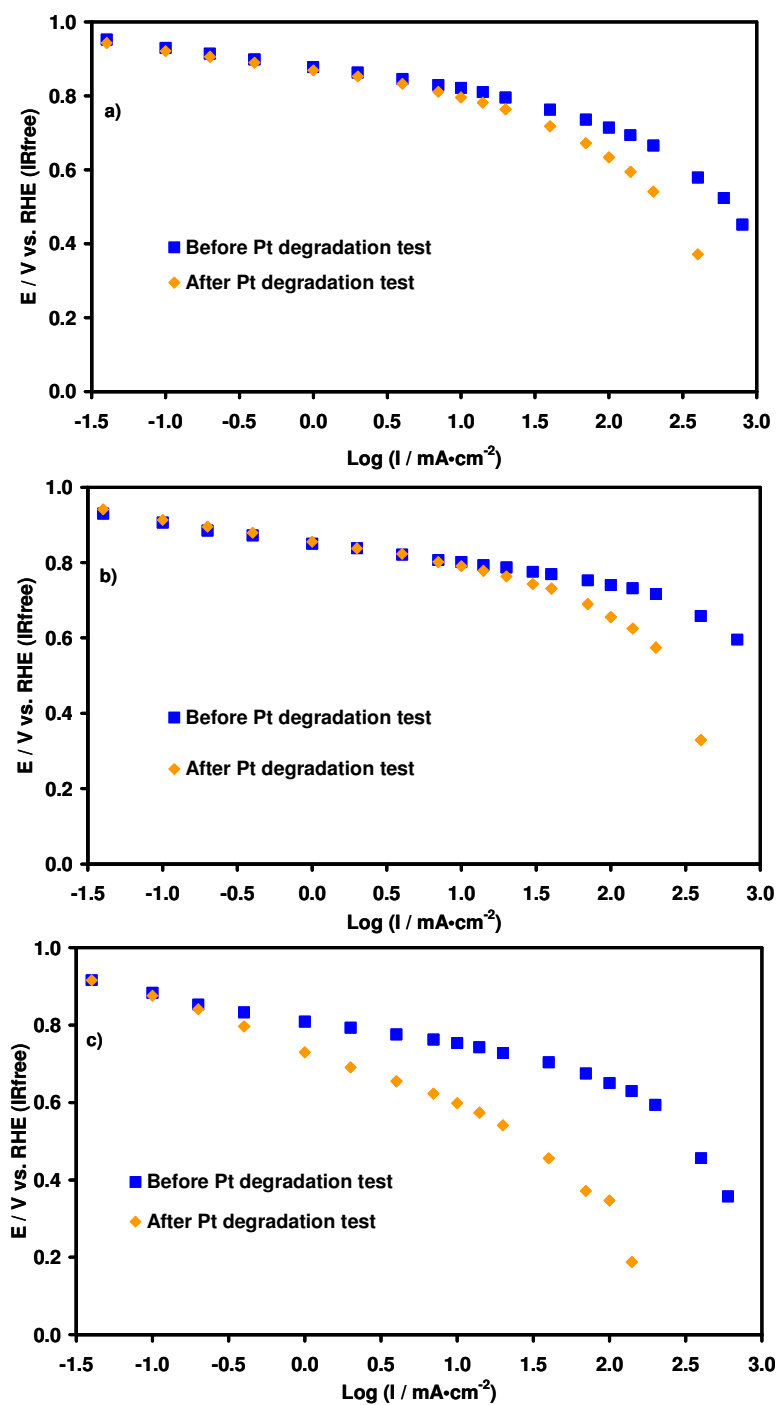 1.0
0.8
0.6
0.4
0.2
0.0
E / V vs. RHE (IRfree)
a)
Before Pt degradation test
After Pt degradation test
-1.5 -1.0 -0.5 0.0 0.5 1.0 1.5 2.0 2.5 3.0
Log (I / mA•cm⁻²)
1.0
0.8
0.6
0.4
0.2
0.0
E / V vs. RHE (IRfree)
b)
Before Pt degradation test
After Pt degradation test
-1.5 -1.0 -0.5 0.0 0.5 1.0 1.5 2.0 2.5 3.0
Log (I / mA•cm⁻²)
1.0
0.8
0.6
0.4
0.2
0.0
E / V vs. RHE (IRfree)
c)
Before Pt degradation test
After Pt degradation test
-1.5 -1.0 -0.5 0.0 0.5 1.0 1.5 2.0 2.5 3.0
Log (I / mA•cm⁻²)